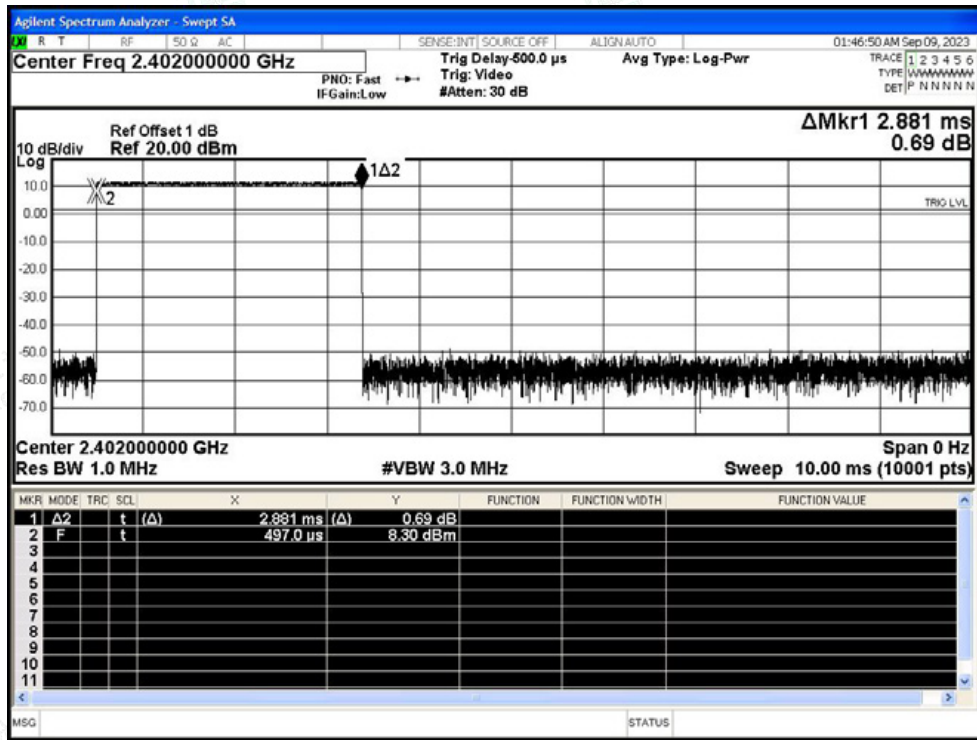 Agilent Spectrum Analyzer - Swept SA
LXI R T RF 50 Ω AC SENSE:INT SOURCE OFF ALIGNAUTO 01:46:50 AM Sep 09, 2023
Center Freq 2.402000000 GHz
PNO: Fast
IFGain:Low
Trig Delay-500.0 µs
Trig: Video
#Atten: 30 dB
Avg Type: Log-Pwr
TRACE 1 2 3 4 5 6
TYPE WWWWWWW
DET P N N N N N
ΔMkr1 2.881 ms
0.69 dB
Ref Offset 1 dB
10 dB/div Ref 20.00 dBm
Log
1Δ2
10.0
2
TRIG LVL
0.00
-10.0
-20.0
-30.0
-40.0
-50.0
-60.0
-70.0
Center 2.402000000 GHz Span 0 Hz
Res BW 1.0 MHz #VBW 3.0 MHz Sweep 10.00 ms (10001 pts)
MKR MODE TRC SCL X Y FUNCTION FUNCTION WIDTH FUNCTION VALUE
1 Δ2 t (Δ) 2.881 ms (Δ) 0.69 dB
2 F t 497.0 µs 8.30 dBm
3
4
5
6
7
8
9
10
11
MSG STATUS